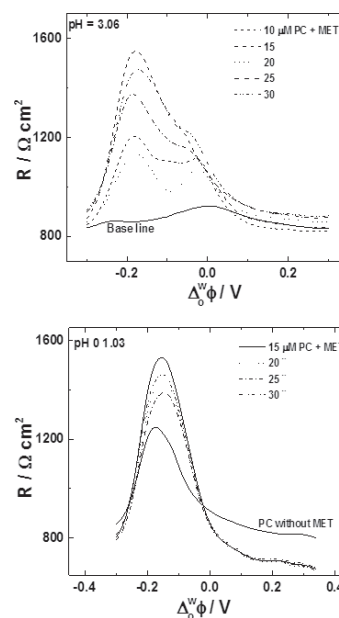 pH = 3.06
10 µM PC + MET
15
20
25
30
Base line
1600
1200
800
R / Ω cm²
-0.2
0.0
0.2
Δ₀ʷϕ / V
pH 0 1.03
15 µM PC + MET
20 ¨
25 ¨
30 ¨
PC without MET
1600
1200
800
R / Ω cm²
-0.4
-0.2
0.0
0.2
0.4
Δ₀ʷϕ / V